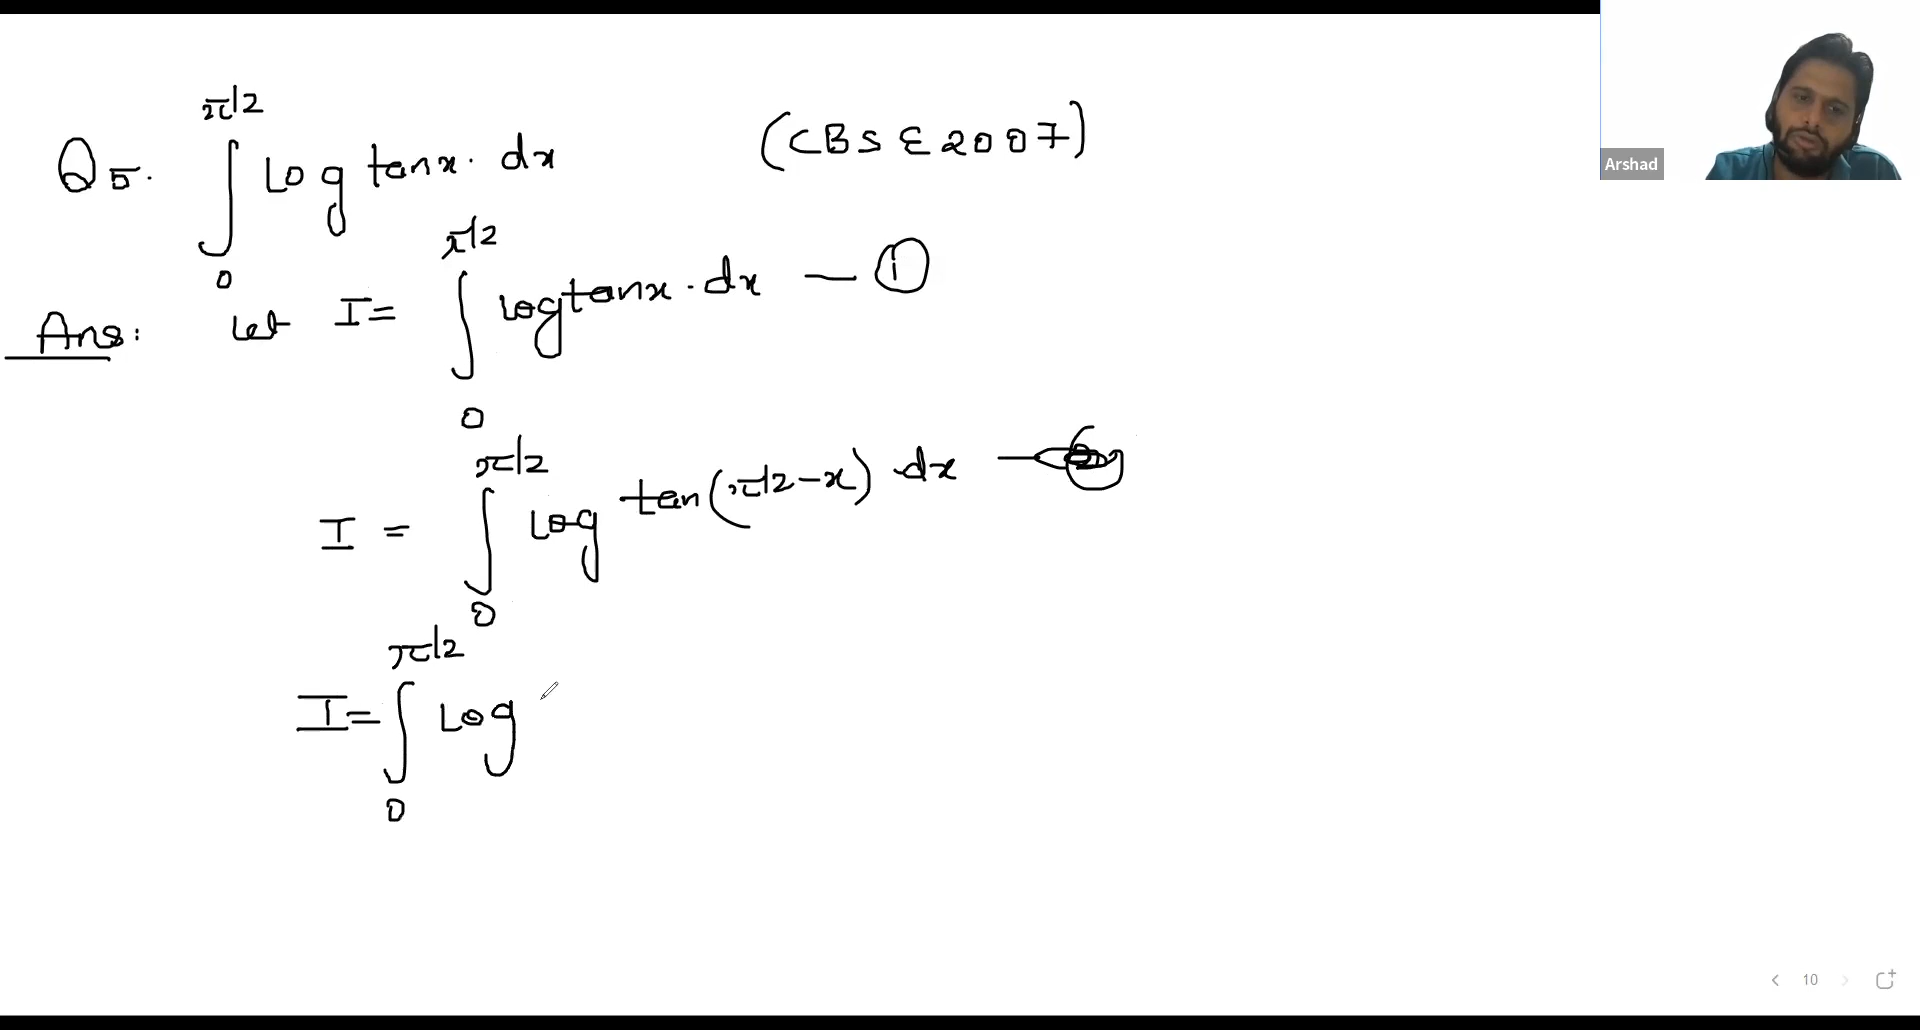 Q5. ∫₀^π/2 Log tanx. dx (CBSE 2007)
Arshad
Ans: Let I = ∫₀^π/2 log tanx . dx — ①
I = ∫₀^π/2 Log tan(π/2-x) dx —
I = ∫₀^π/2 Log
10